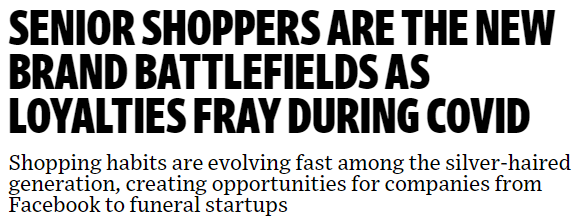 SENIOR SHOPPERS ARE THE NEW
BRAND BATTLEFIELDS AS
LOYALTIES FRAY DURING COVID
Shopping habits are evolving fast among the silver-haired
generation, creating opportunities for companies from
Facebook to funeral startups